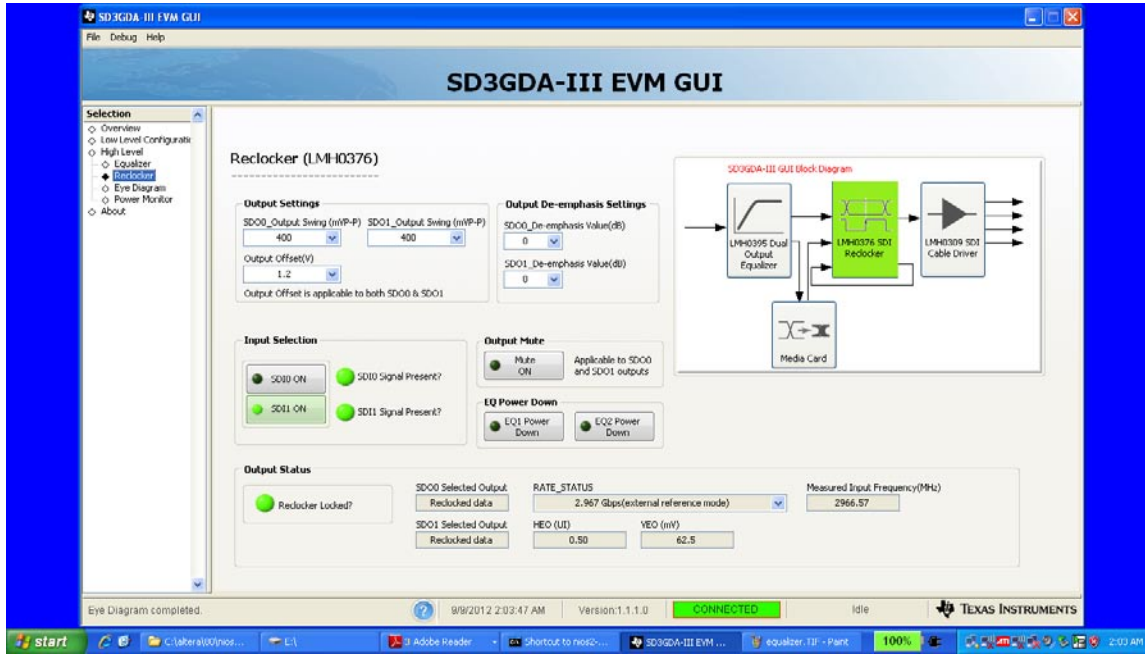 SD3GDA-III EVM GUI
File Debug Help
SD3GDA-III EVM GUI
Selection
Overview
Low Level Configuratic
High Level
Equalizer
Reclocker
Eye Diagram
Power Monitor
About
Reclocker (LMH0376)
Output Settings
SDO0_Output Swing (mVP-P) SDO1_Output Swing (mVP-P)
400 400
Output Offset(V)
1.2
Output Offset is applicable to both SDO0 & SDO1
Output De-emphasis Settings
SDO0_De-emphasis Value(dB)
0
SDO1_De-emphasis Value(dB)
0
SD3GDA-III GUI Block Diagram
LMH0395 Dual
Output
Equalizer
LMH0376 SDI
Reclocker
LMH0309 SDI
Cable Driver
Media Card
Input Selection
SDI0 ON SDI0 Signal Present?
SDI1 ON SDI1 Signal Present?
Output Mute
Mute
ON
Applicable to SDO0
and SDO1 outputs
EQ Power Down
EQ1 Power
Down
EQ2 Power
Down
Output Status
Reclocker Locked?
SDO0 Selected Output
Reclocked data
SDO1 Selected Output
Reclocked data
RATE_STATUS
2.967 Gbps(external reference mode)
HEO (UI)
0.50
VEO (mV)
62.5
Measured Input Frequency(MHz)
2966.57
Eye Diagram completed.
9/9/2012 2:03:47 AM
Version:1.1.1.0
CONNECTED
Idle
TEXAS INSTRUMENTS
start
C:\altera\00\nios...
E:\
3 Adobe Reader
Shortcut to nios2-...
SD3GDA-III EVM ...
equalizer.TIF - Paint
100%
2:03 AM